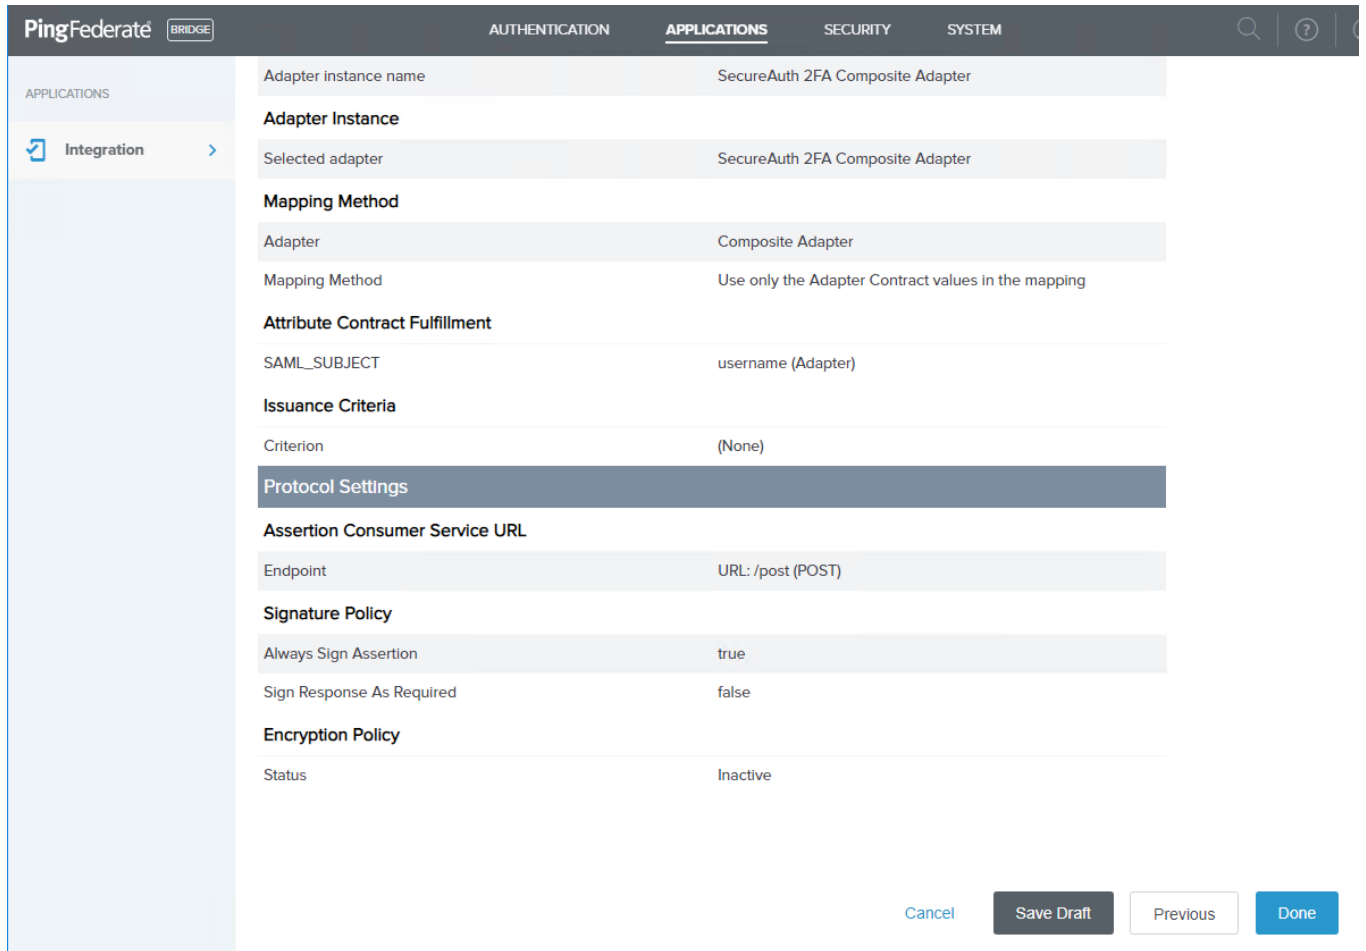 PingFederate BRIDGE AUTHENTICATION APPLICATIONS SECURITY SYSTEM ?
APPLICATIONS
Integration
Adapter instance name SecureAuth 2FA Composite Adapter
Adapter Instance
Selected adapter SecureAuth 2FA Composite Adapter
Mapping Method
Adapter Composite Adapter
Mapping Method Use only the Adapter Contract values in the mapping
Attribute Contract Fulfillment
SAML_SUBJECT username (Adapter)
Issuance Criteria
Criterion (None)
Protocol Settings
Assertion Consumer Service URL
Endpoint URL: /post (POST)
Signature Policy
Always Sign Assertion true
Sign Response As Required false
Encryption Policy
Status Inactive
Cancel Save Draft Previous Done